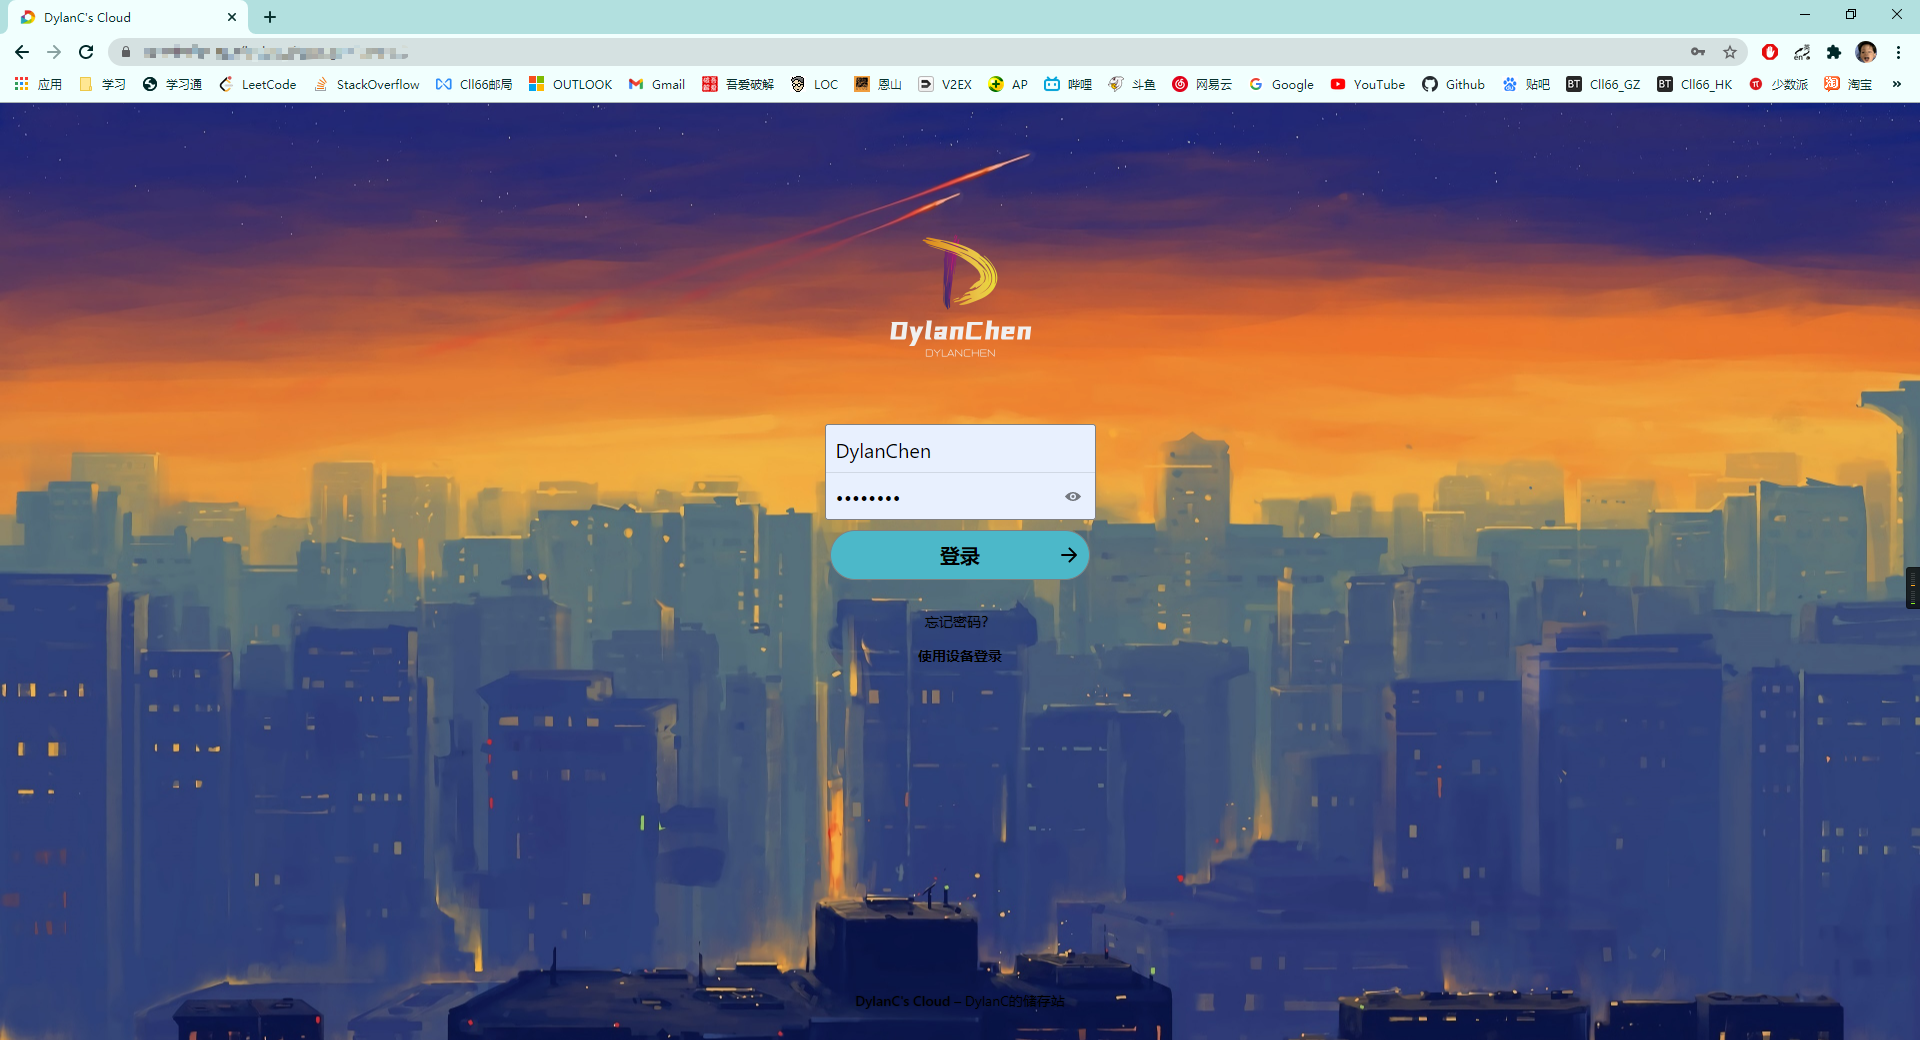 DylanC's Cloud
应用 学习 学习通 LeetCode StackOverflow Cll66邮局 OUTLOOK Gmail 吾爱破解 LOC 恩山 V2EX AP 哔哩 斗鱼 网易云 Google YouTube Github 贴吧 BT Cll66_GZ BT Cll66_HK 少数派 淘宝 »
DylanChen
DYLANCHEN
DylanChen
登录
忘记密码?
使用设备登录
DylanC's Cloud – DylanC的储存站